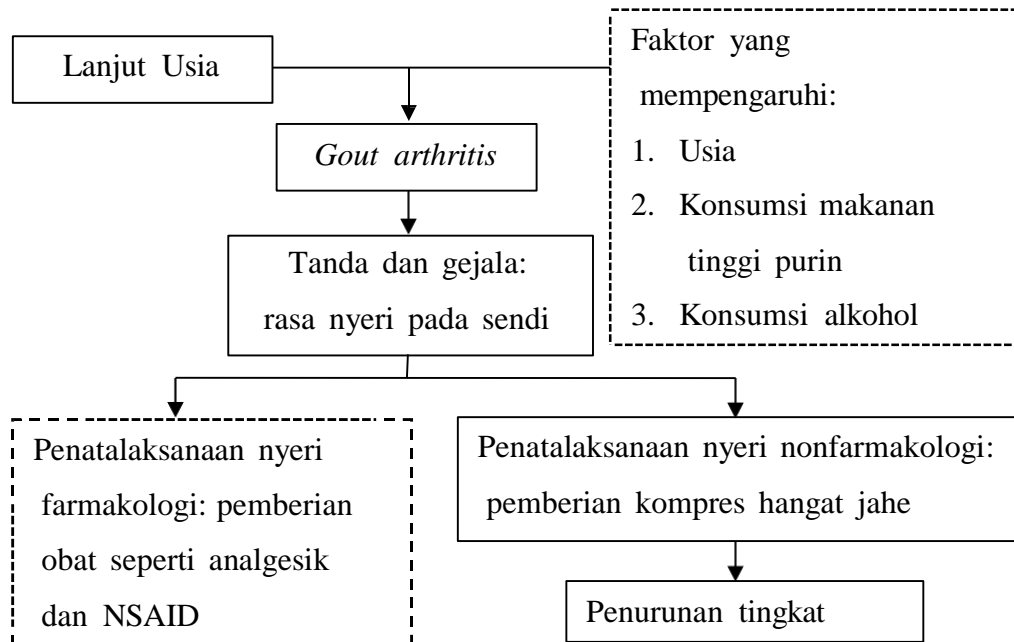 Lanjut Usia
Faktor yang
mempengaruhi:
1. Usia
2. Konsumsi makanan
tinggi purin
3. Konsumsi alkohol
Gout arthritis
Tanda dan gejala:
rasa nyeri pada sendi
Penatalaksanaan nyeri
farmakologi: pemberian
obat seperti analgesik
dan NSAID
Penatalaksanaan nyeri nonfarmakologi:
pemberian kompres hangat jahe
Penurunan tingkat